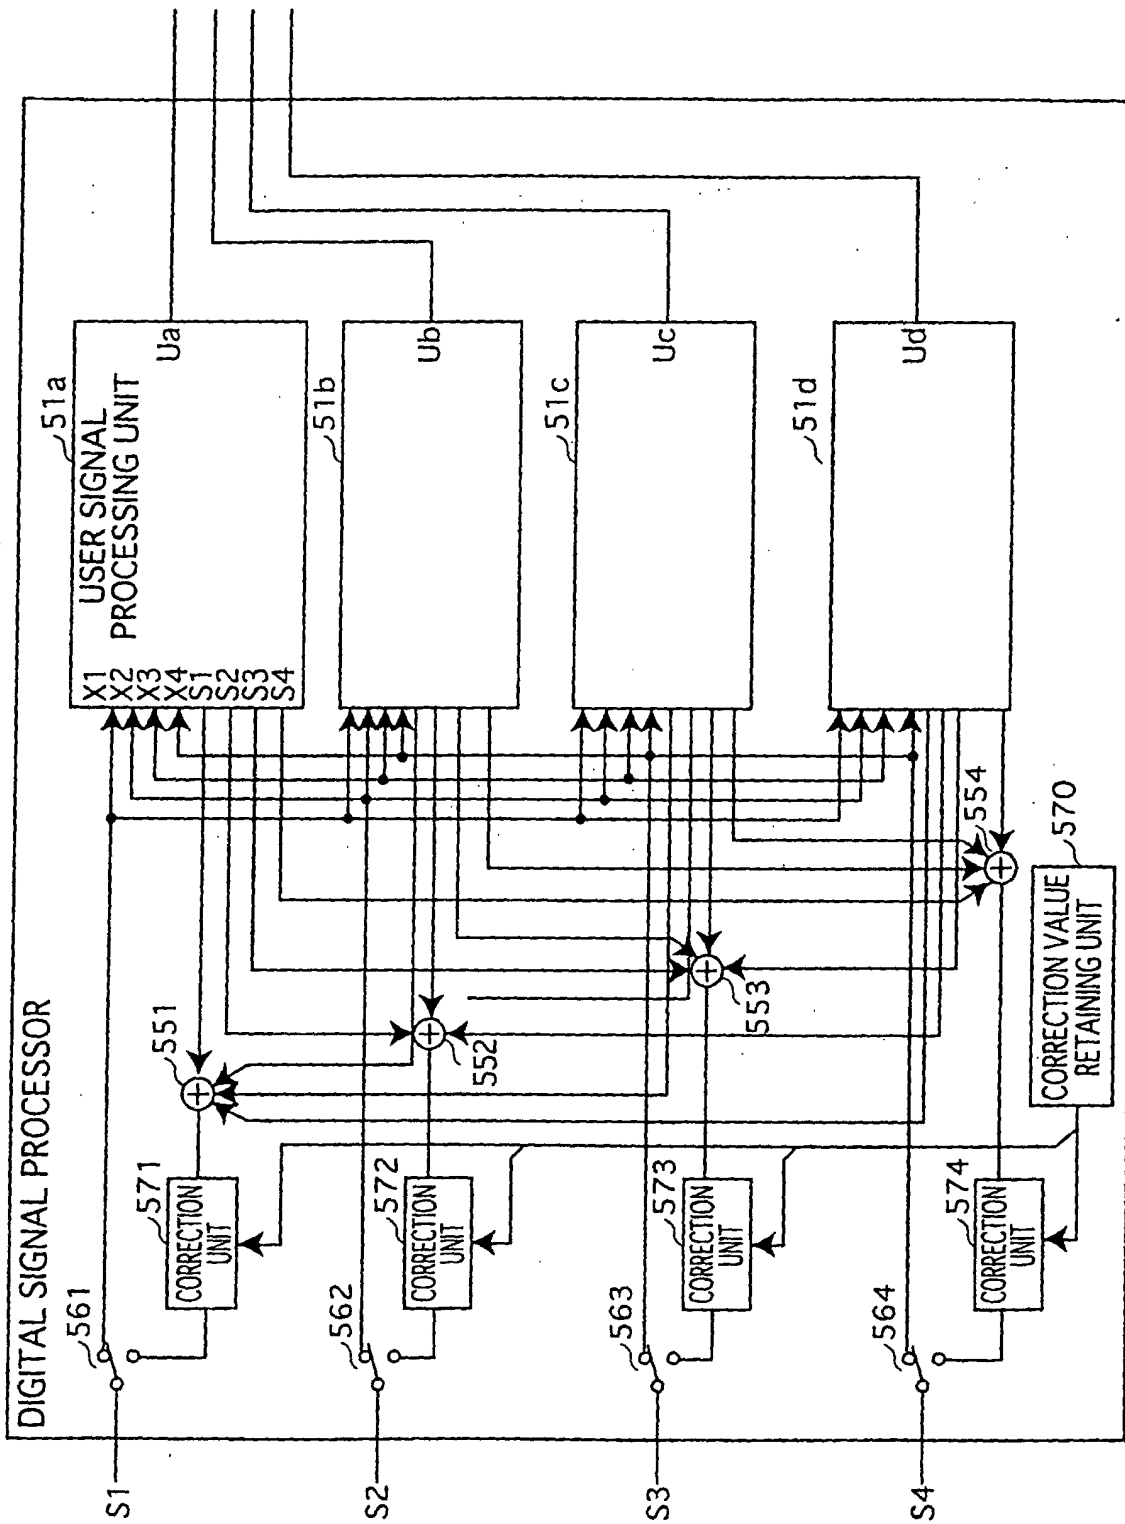 DIGITAL SIGNAL PROCESSOR
S1
561
571
CORRECTION
UNIT
551
X1
X2
X3
X4
S1
S2
S3
S4
USER SIGNAL
PROCESSING UNIT
51a
Ua
S2
562
572
CORRECTION
UNIT
552
51b
Ub
S3
563
573
CORRECTION
UNIT
553
51c
Uc
S4
564
574
CORRECTION
UNIT
554
51d
Ud
CORRECTION VALUE
RETAINING UNIT
570